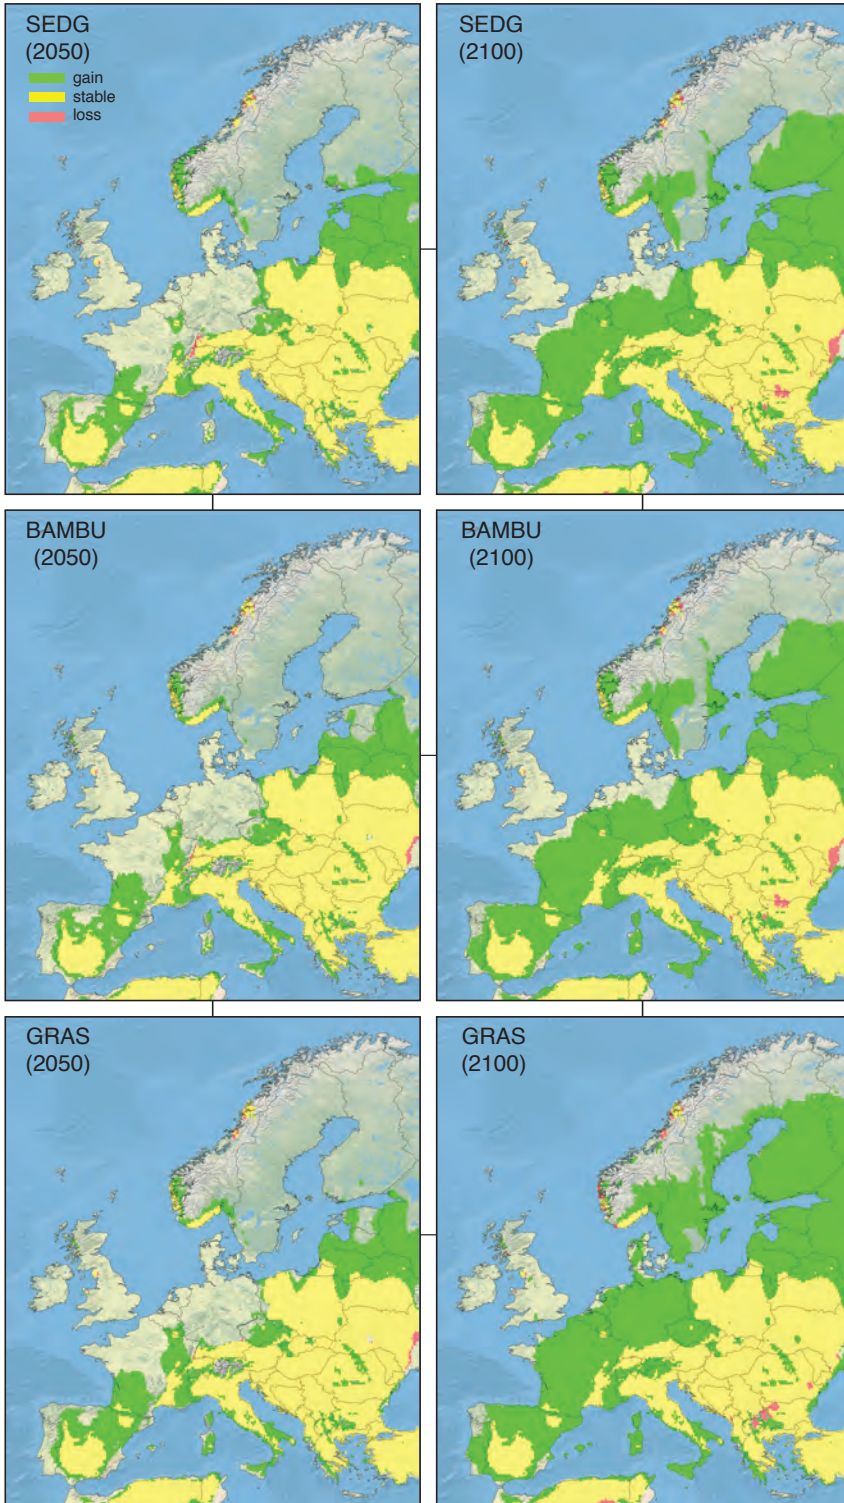 SEDG
(2050)
gain
stable
loss
SEDG
(2100)
BAMBU
(2050)
BAMBU
(2100)
GRAS
(2050)
GRAS
(2100)